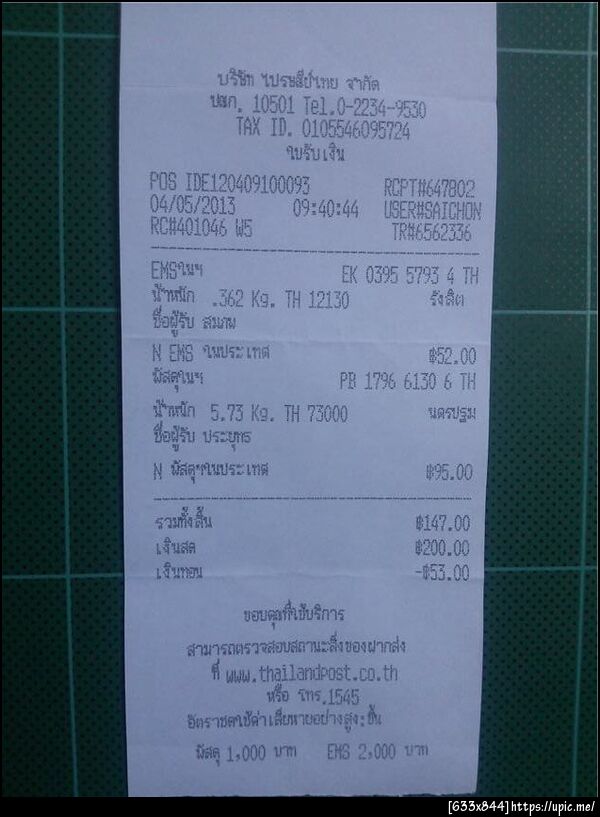 บริษัท ไปรษณีย์ไทย จำกัด
ปสก. 10501 Tel.0-2234-9530
TAX ID. 0105546095724
ใบรับเงิน
POS IDE120409100093 RCPT#647802
04/05/2013 09:40:44 USER#SAICHON
RC#401046 W5 TR#6562336
EMSในฯ EK 0395 5793 4 TH
น้ำหนัก .362 Kg. TH 12130 รังสิต
ชื่อผู้รับ สมภพ
N EMS ในประเทศ ฿52.00
พัสดุในฯ PB 1796 6130 6 TH
น้ำหนัก 5.73 Kg. TH 73000 นครปฐม
ชื่อผู้รับ ประยุทธ
N พัสดุฯในประเทศ ฿95.00
รวมทั้งสิ้น ฿147.00
เงินสด ฿200.00
เงินทอน -฿53.00
ขอบคุณที่ใช้บริการ
สามารถตรวจสอบสถานะสิ่งของฝากส่ง
ที่ www.thailandpost.co.th
หรือ โทร.1545
อัตราชดใช้ค่าเสียหายอย่างสูง:ชิ้น
พัสดุ 1,000 บาท EMS 2,000 บาท
[633x844]https://upic.me/